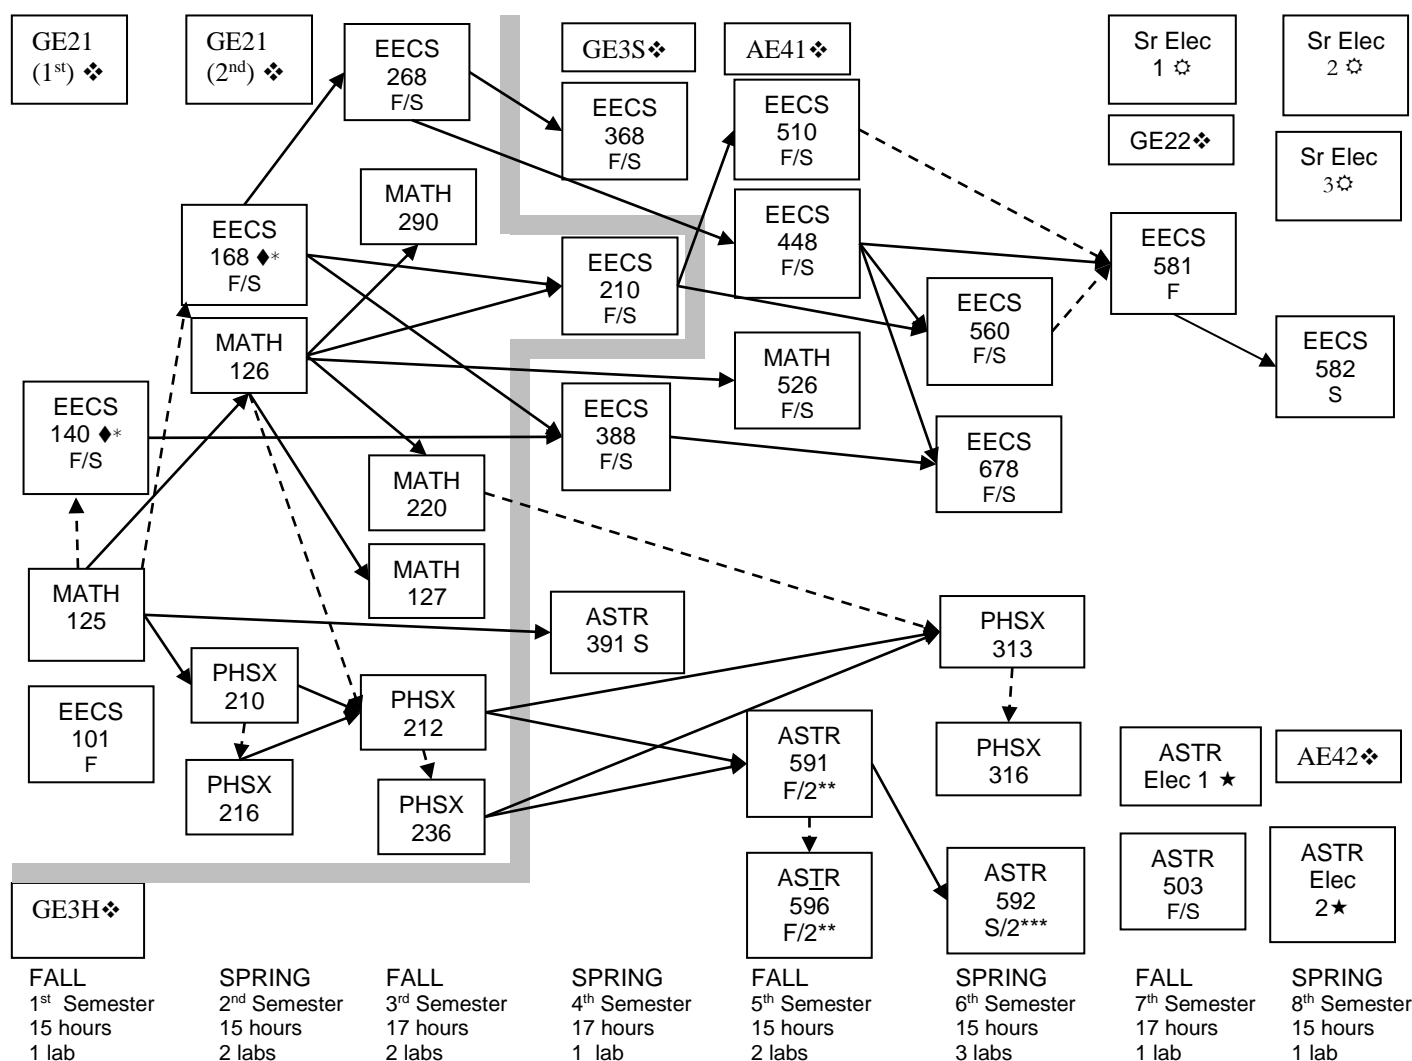 GE21
(1st) ❖
GE21
(2nd) ❖
EECS
268
F/S
GE3S❖
AE41❖
Sr Elec
1 ☼
Sr Elec
2 ☼
EECS
368
F/S
EECS
510
F/S
GE22❖
Sr Elec
3☼
MATH
290
EECS
168 ♦*
F/S
EECS
210
F/S
EECS
448
F/S
EECS
581
F
MATH
126
MATH
526
F/S
EECS
560
F/S
EECS
582
S
EECS
140 ♦*
F/S
EECS
388
F/S
EECS
678
F/S
MATH
220
MATH
125
MATH
127
ASTR
391 S
PHSX
313
PHSX
210
PHSX
212
EECS
101
F
ASTR
591
F/2**
PHSX
316
ASTR
Elec 1 ★
AE42❖
PHSX
216
PHSX
236
ASTR
596
F/2**
ASTR
592
S/2***
ASTR
503
F/S
ASTR
Elec
2★
GE3H❖
FALL
1st Semester
15 hours
1 lab
SPRING
2nd Semester
15 hours
2 labs
FALL
3rd Semester
17 hours
2 labs
SPRING
4th Semester
17 hours
1 lab
FALL
5th Semester
15 hours
2 labs
SPRING
6th Semester
15 hours
3 labs
FALL
7th Semester
17 hours
1 lab
SPRING
8th Semester
15 hours
1 lab